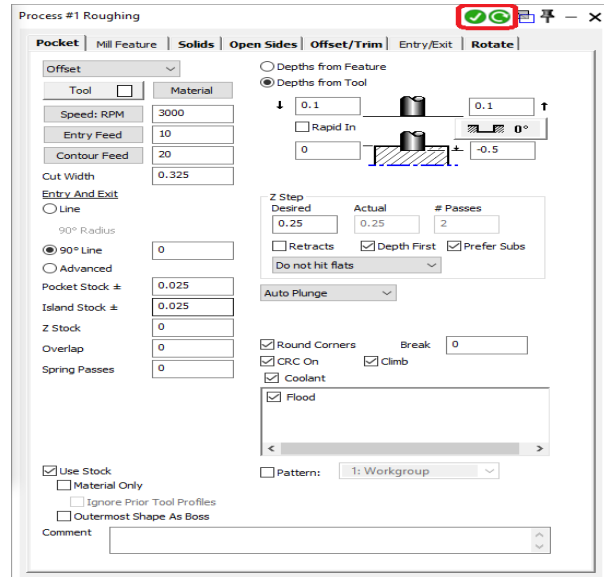 Process #1 Roughing
Pocket Mill Feature Solids Open Sides Offset/Trim Entry/Exit Rotate
Offset
Tool Material
Speed: RPM 3000
Entry Feed 10
Contour Feed 20
Cut Width 0.325
Entry And Exit
Line
90° Radius
90° Line 0
Advanced
Pocket Stock ± 0.025
Island Stock ± 0.025
Z Stock 0
Overlap 0
Spring Passes 0
Depths from Feature
Depths from Tool
0.1 0.1
Rapid In 0°
0 -0.5
Z Step
Desired Actual # Passes
0.25 0.25 2
Retracts Depth First Prefer Subs
Do not hit flats
Auto Plunge
Round Corners Break 0
CRC On Climb
Coolant
Flood
Use Stock
Material Only
Ignore Prior Tool Profiles
Outermost Shape As Boss
Pattern: 1: Workgroup
Comment